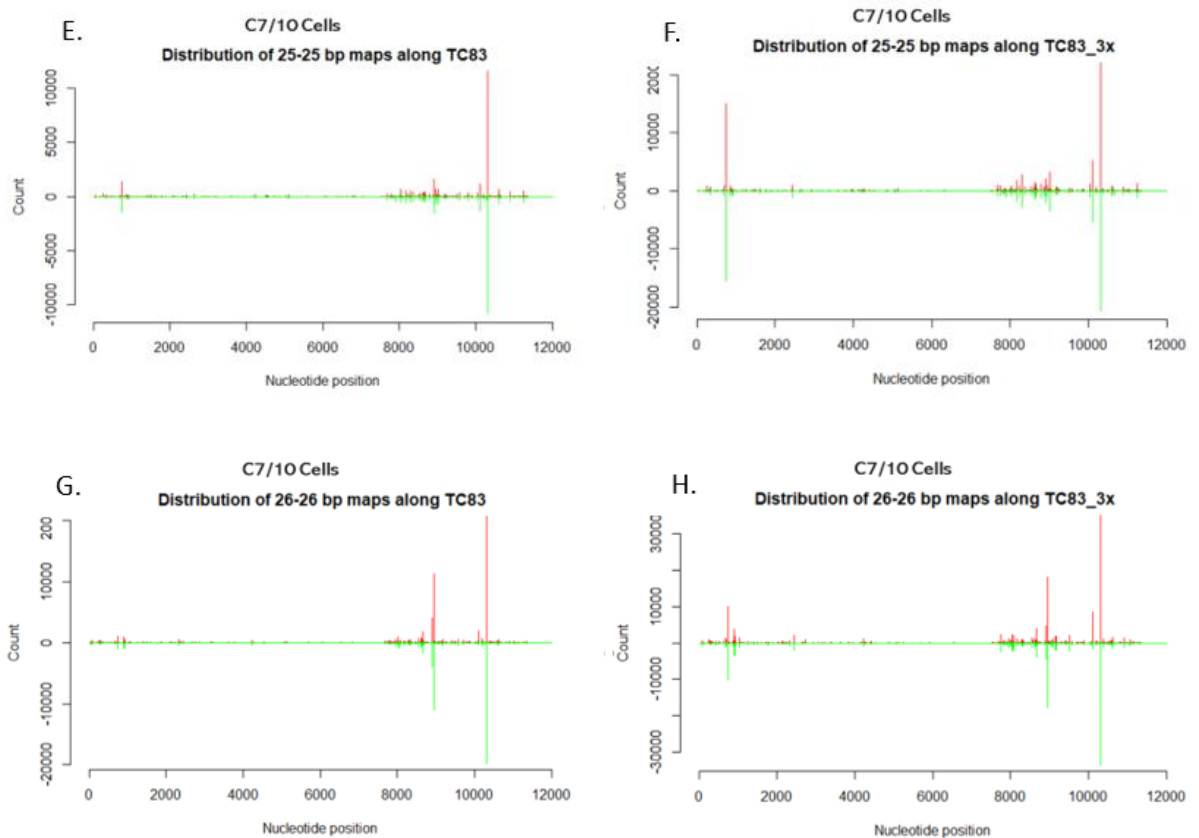 E.
C7/10 Cells
Distribution of 25-25 bp maps along TC83
10000
5000
0
-5000
-10000
Count
0 2000 4000 6000 8000 10000 12000
Nucleotide position
F.
C7/10 Cells
Distribution of 25-25 bp maps along TC83_3x
10000
0
-10000
-20000
Count
0 2000 4000 6000 8000 10000 12000
Nucleotide position
G.
C7/10 Cells
Distribution of 26-26 bp maps along TC83
10000
0
-10000
-20000
Count
0 2000 4000 6000 8000 10000 12000
Nucleotide position
H.
C7/10 Cells
Distribution of 26-26 bp maps along TC83_3x
30000
10000
0
-10000
-30000
Count
0 2000 4000 6000 8000 10000 12000
Nucleotide position